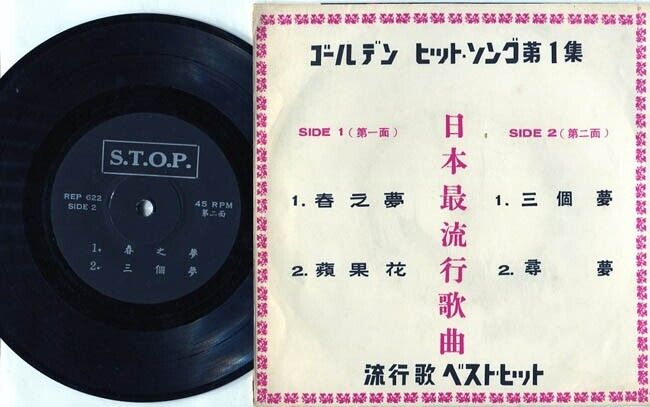 S.T.O.P.
REP 622
SIDE 2
45 RPM
第二面
1. 春之夢
2. 三個夢
ゴールデン ヒット・ソング第1集
SIDE 1(第一面)
1. 春之夢
2. 蘋果花
日本最流行歌曲
SIDE 2(第二面)
1. 三個夢
2. 尋夢
流行歌 ベスト・ヒット